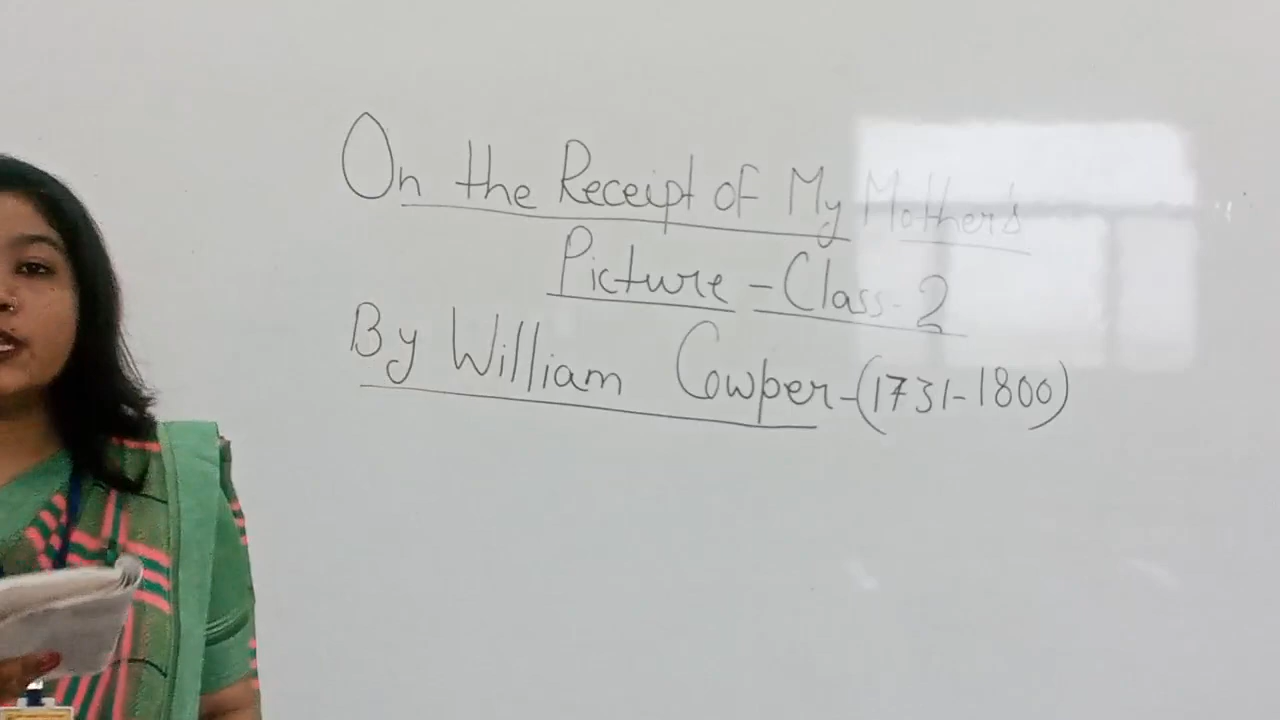 On the Receipt of My Mother's
Picture - Class - 2
By William Cowper - (1731-1800)